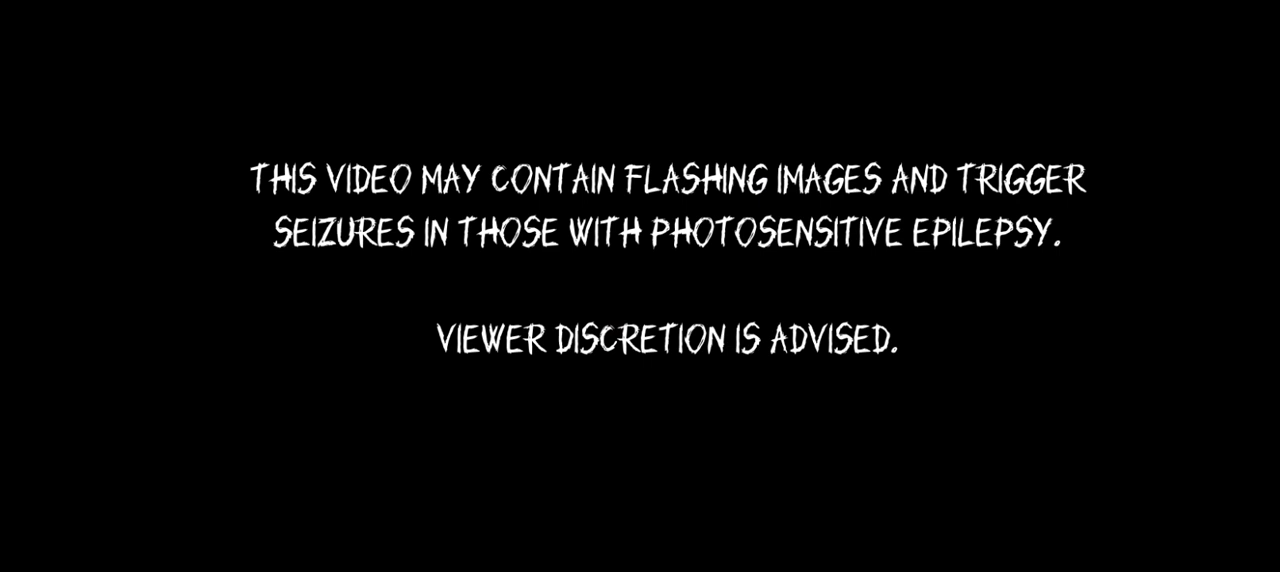 THIS VIDEO MAY CONTAIN FLASHING IMAGES AND TRIGGER
SEIZURES IN THOSE WITH PHOTOSENSITIVE EPILEPSY.
VIEWER DISCRETION IS ADVISED.